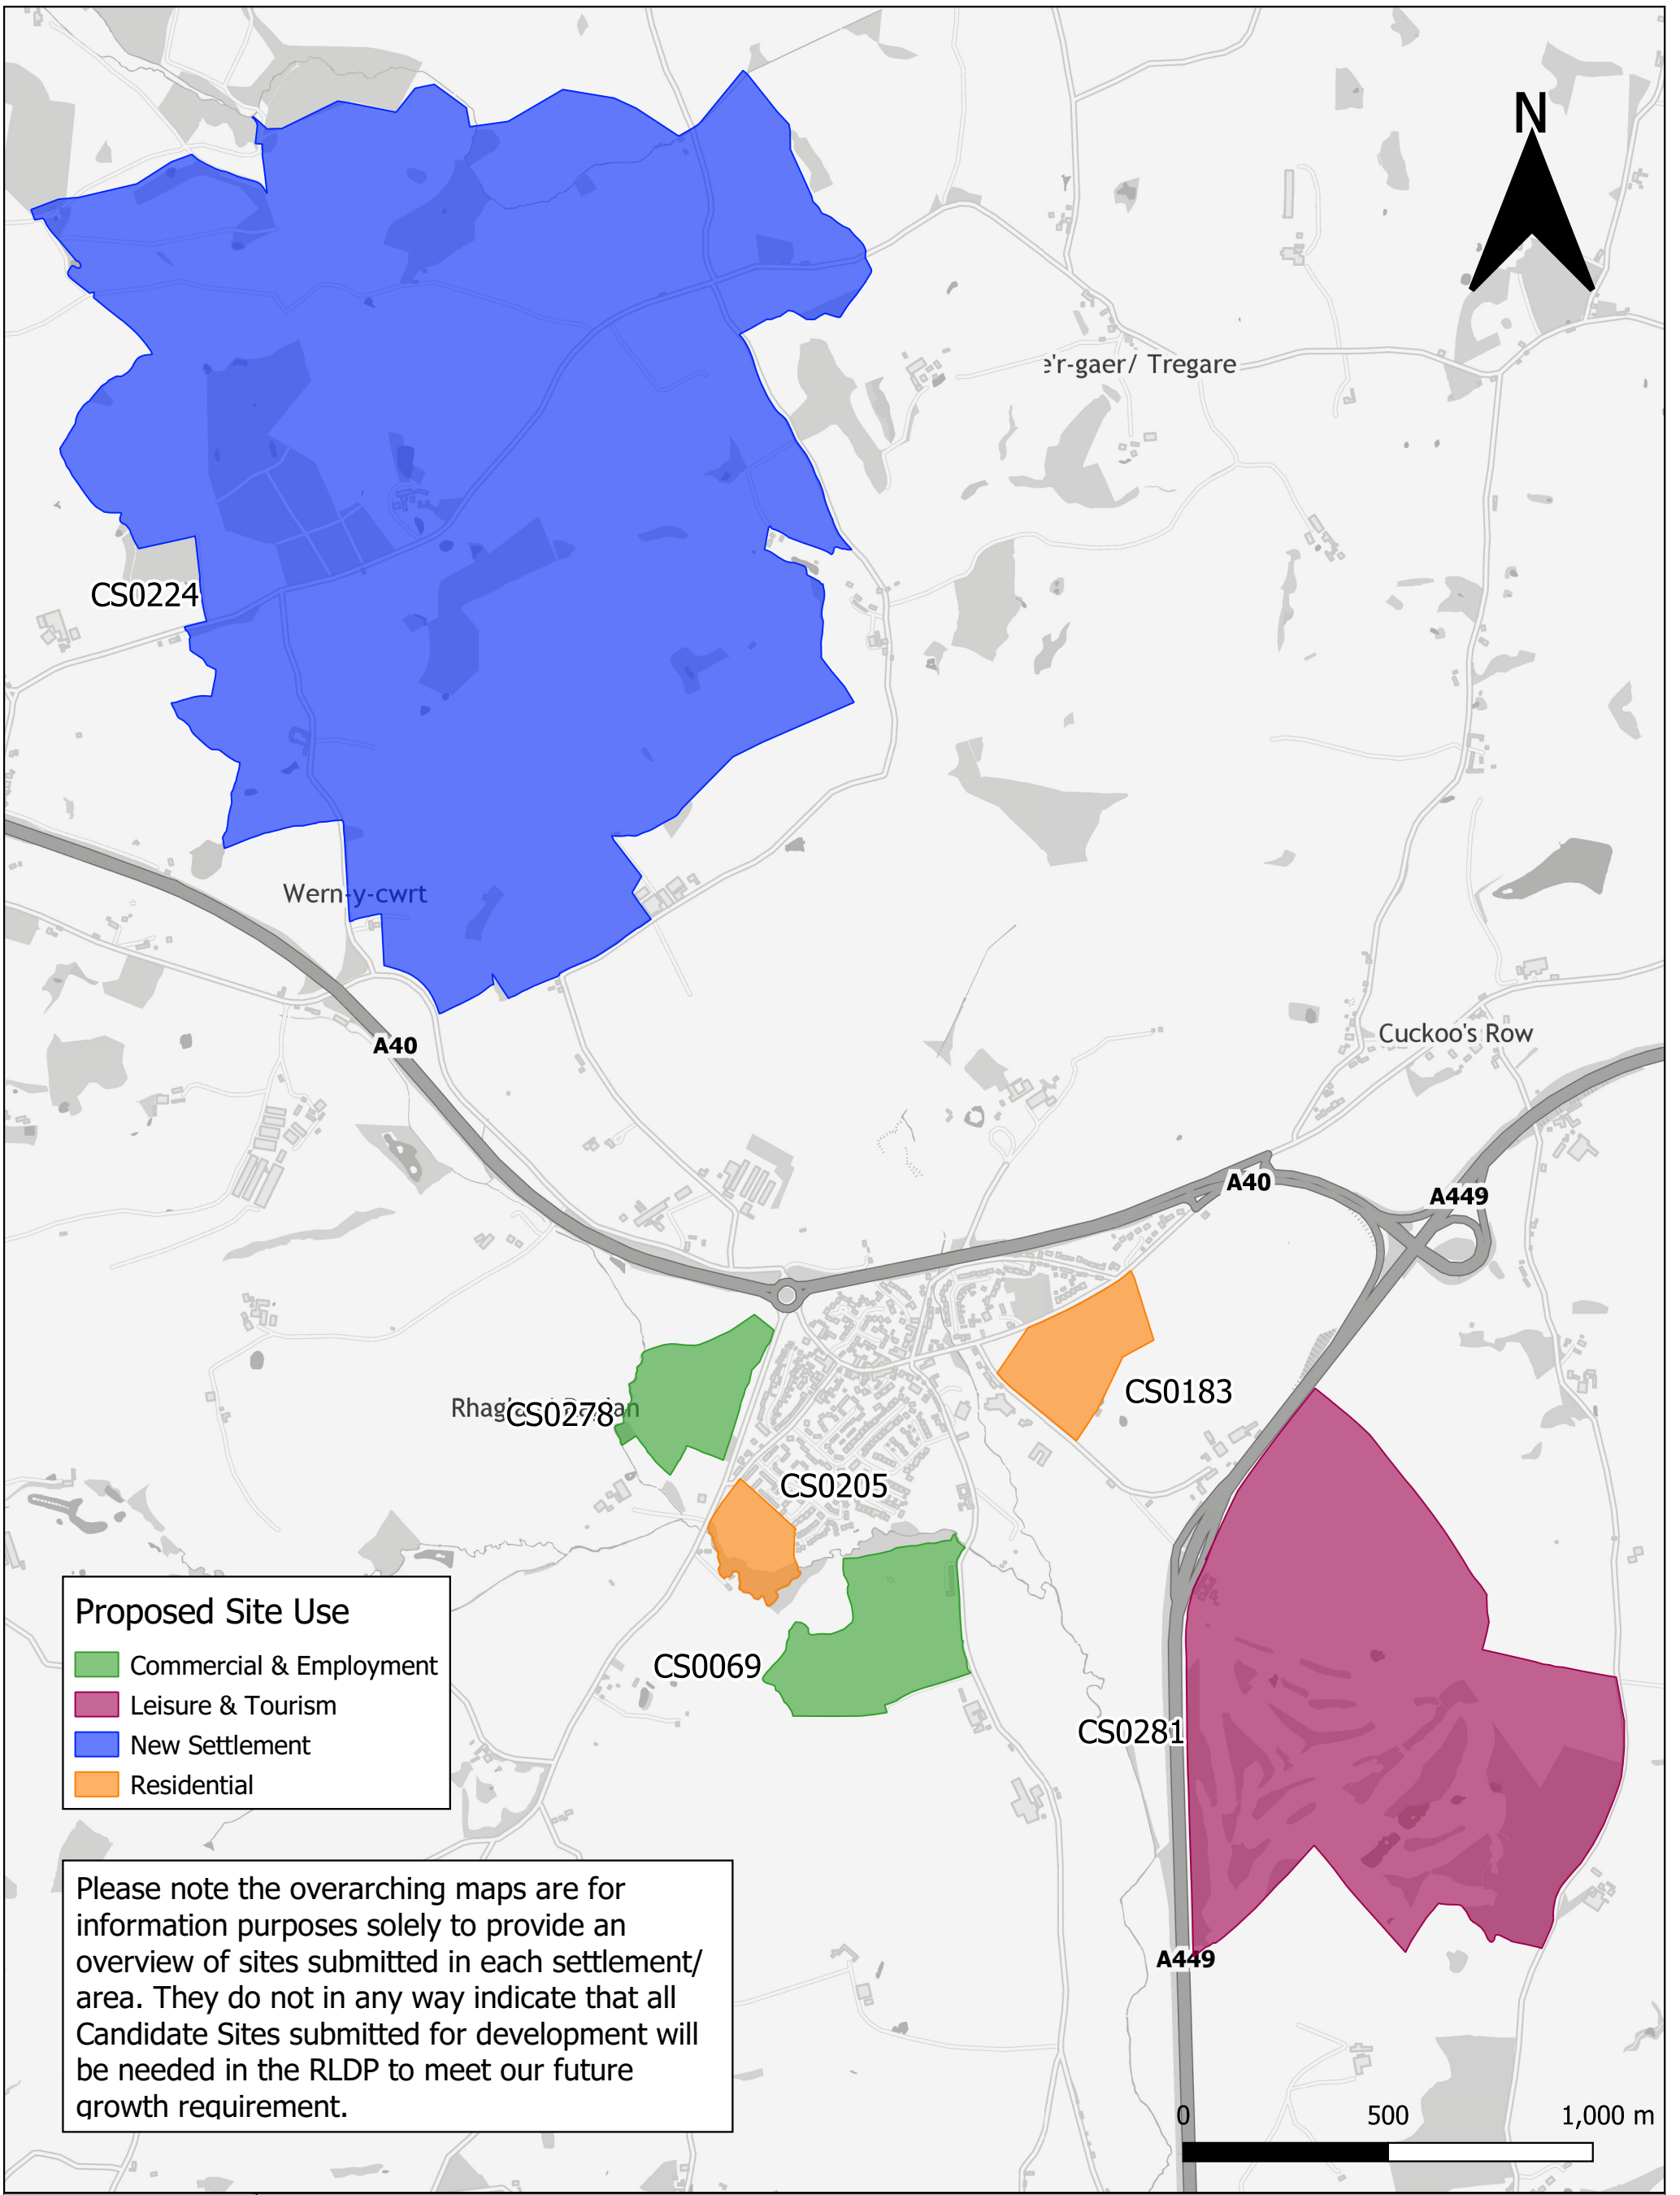 N
e'r-gaer/ Tregare
CS0224
Wern-y-cwrt
A40
Cuckoo's Row
A40
A449
CS0183
CS0278
CS0205
CS0069
CS0281
A449
Proposed Site Use
Commercial & Employment
Leisure & Tourism
New Settlement
Residential
Please note the overarching maps are for
information purposes solely to provide an
overview of sites submitted in each settlement/
area. They do not in any way indicate that all
Candidate Sites submitted for development will
be needed in the RLDP to meet our future
growth requirement.
0 500 1,000 m